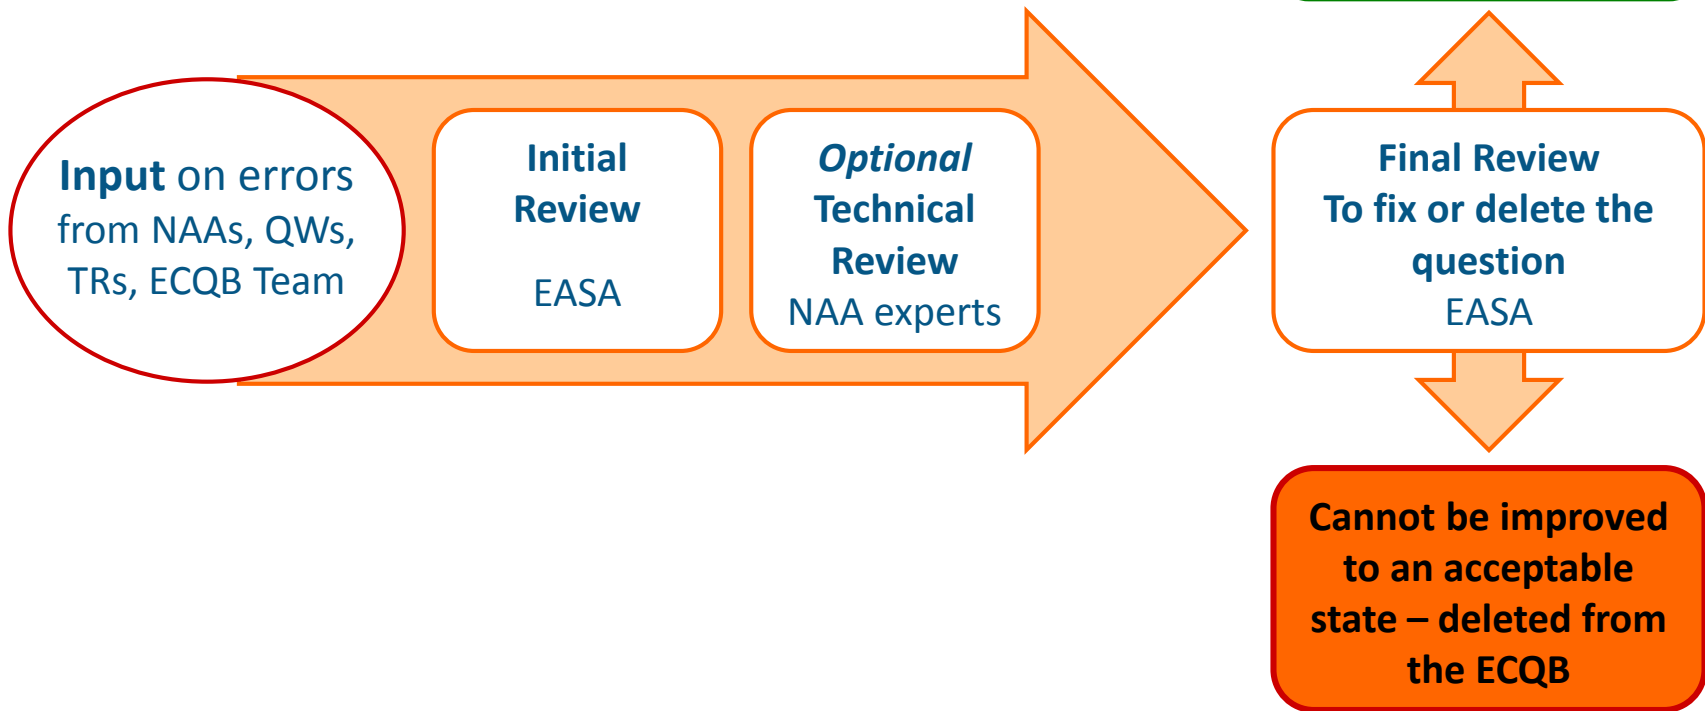 Input on errors
from NAAs, QWs,
TRs, ECQB Team
Initial
Review
EASA
Optional
Technical
Review
NAA experts
Final Review
To fix or delete the
question
EASA
Cannot be improved
to an acceptable
state – deleted from
the ECQB